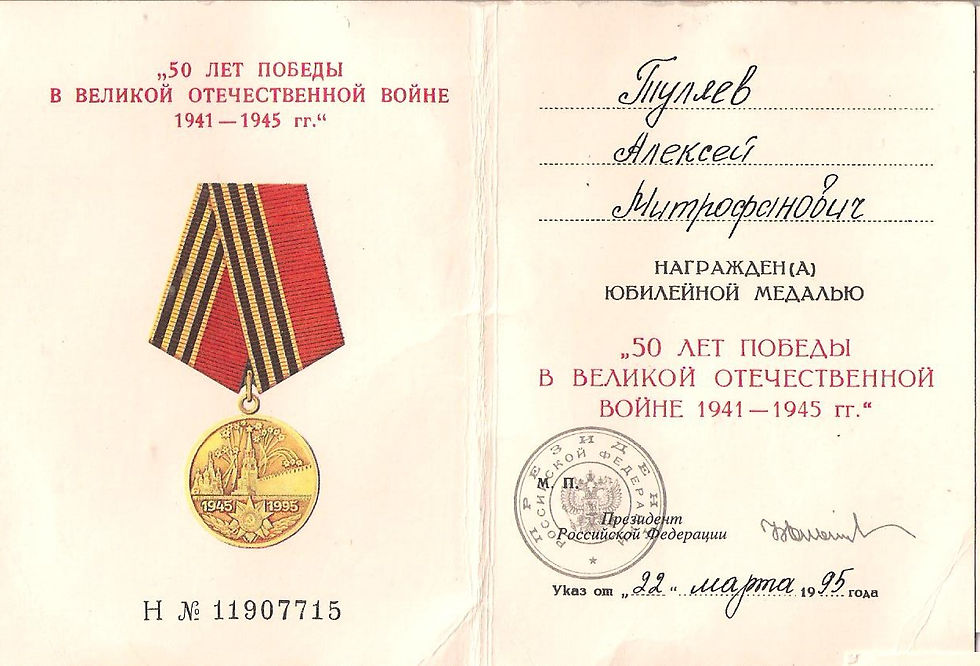 „50 ЛЕТ ПОБЕДЫ
В ВЕЛИКОЙ ОТЕЧЕСТВЕННОЙ ВОЙНЕ
1941—1945 гг.“
1945 1995
Н № 11907715
Туляев
Алексей
Митрофанович
НАГРАЖДЕН(А)
ЮБИЛЕЙНОЙ МЕДАЛЬЮ
„50 ЛЕТ ПОБЕДЫ
В ВЕЛИКОЙ ОТЕЧЕСТВЕННОЙ
ВОЙНЕ 1941—1945 гг.“
ПРЕЗИДЕНТ
РОССИЙСКОЙ ФЕДЕРАЦИИ
М. П.
Президент
Российской Федерации
Указ от „22“ марта 1995 года